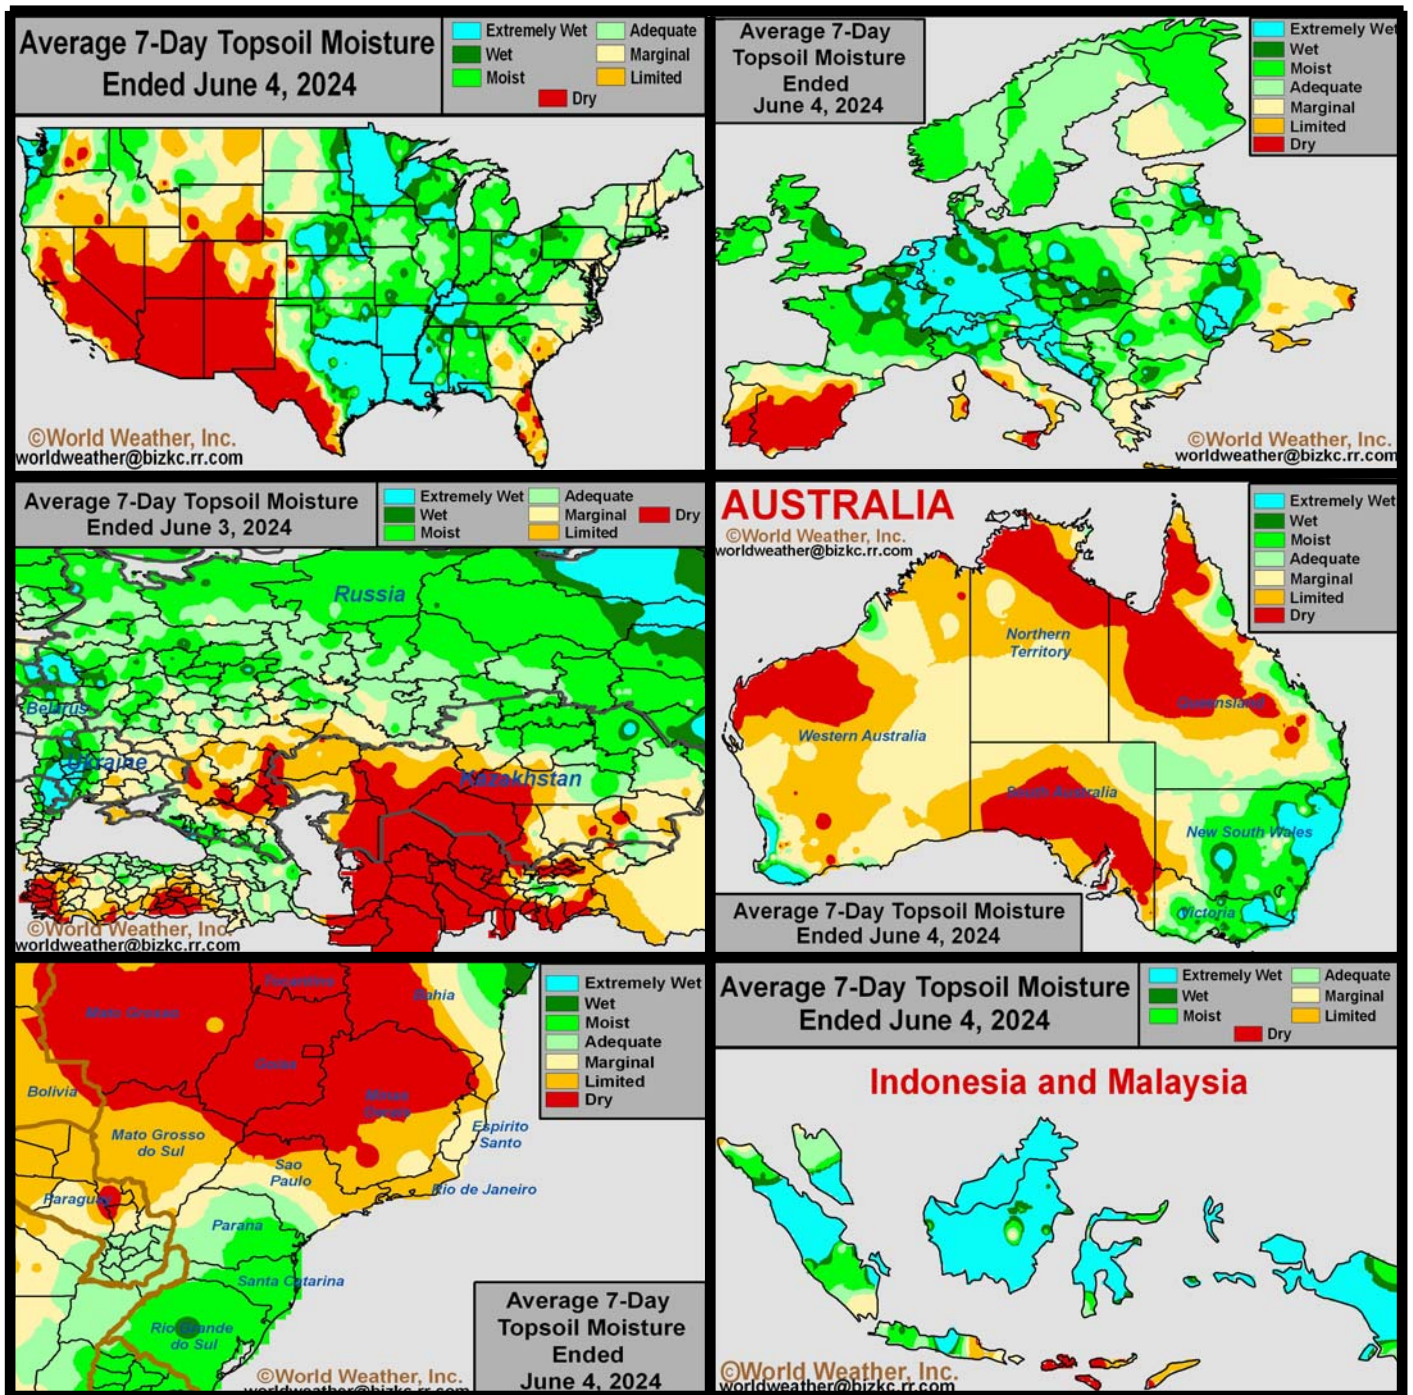 Average 7-Day Topsoil Moisture
Ended June 4, 2024
Extremely Wet
Wet
Moist
Adequate
Marginal
Limited
Dry
©World Weather, Inc.
worldweather@bizkc.rr.com
Average 7-Day
Topsoil Moisture
Ended
June 4, 2024
Extremely Wet
Wet
Moist
Adequate
Marginal
Limited
Dry
©World Weather, Inc.
worldweather@bizkc.rr.com
Average 7-Day Topsoil Moisture
Ended June 3, 2024
Extremely Wet
Wet
Moist
Adequate
Marginal
Limited
Dry
Russia
Belarus
Ukraine
Kazakhstan
©World Weather, Inc.
worldweather@bizkc.rr.com
AUSTRALIA
©World Weather, Inc.
worldweather@bizkc.rr.com
Extremely Wet
Wet
Moist
Adequate
Marginal
Limited
Dry
Northern
Territory
Queensland
Western Australia
South Australia
New South Wales
Victoria
Average 7-Day Topsoil Moisture
Ended June 4, 2024
Extremely Wet
Wet
Moist
Adequate
Marginal
Limited
Dry
Tocantins
Bahia
Mato Grosso
Goias
Bolivia
Minas
Gerais
Mato Grosso
do Sul
Espirito
Santo
Sao
Paulo
Rio de Janeiro
Paraguay
Parana
Santa Catarina
Rio Grande
do Sul
Average 7-Day
Topsoil Moisture
Ended
June 4, 2024
©World Weather, Inc.
worldweather@bizkc.rr.com
Average 7-Day Topsoil Moisture
Ended June 4, 2024
Extremely Wet
Wet
Moist
Adequate
Marginal
Limited
Dry
Indonesia and Malaysia
©World Weather, Inc.
worldweather@bizkc.rr.com